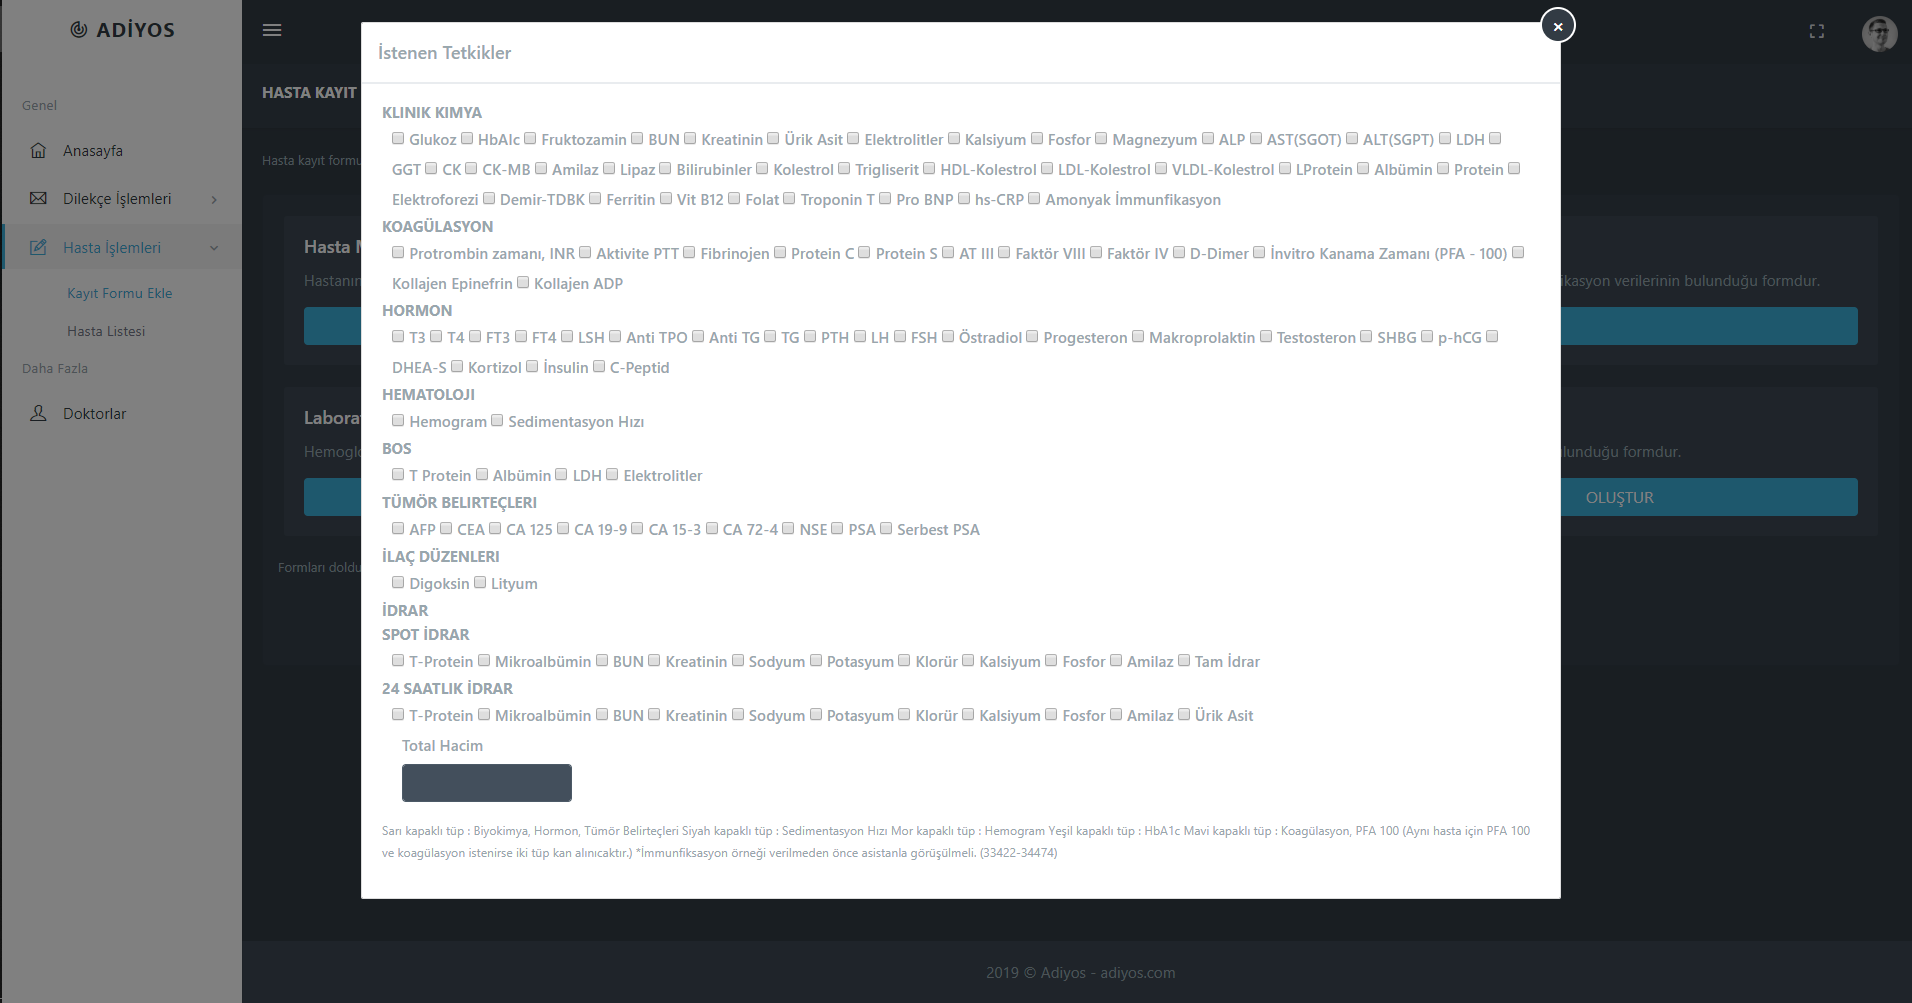 ADİYOS
Genel
Anasayfa
Dilekçe İşlemleri
Hasta İşlemleri
Kayıt Formu Ekle
Hasta Listesi
Daha Fazla
Doktorlar
HASTA KAYIT
Hasta kayıt formu
Hasta
Hastanın
ikasyon verilerinin bulunduğu formdur.
lunduğu formdur.
OLUŞTUR
İstenen Tetkikler
KLINIK KIMYA
Glukoz HbAlc Fruktozamin BUN Kreatinin Ürik Asit Elektrolitler Kalsiyum Fosfor Magnezyum ALP AST(SGOT) ALT(SGPT) LDH
GGT CK CK-MB Amilaz Lipaz Bilirubinler Kolestrol Trigliserit HDL-Kolestrol LDL-Kolestrol VLDL-Kolestrol LProtein Albümin Protein
Elektroforezi Demir-TDBK Ferritin Vit B12 Folat Troponin T Pro BNP hs-CRP Amonyak İmmunfikasyon
KOAGÜLASYON
Protrombin zamanı, INR Aktivite PTT Fibrinojen Protein C Protein S AT III Faktör VIII Faktör IV D-Dimer İnvitro Kanama Zamanı (PFA - 100)
Kollajen Epinefrin Kollajen ADP
HORMON
T3 T4 FT3 FT4 LSH Anti TPO Anti TG TG PTH LH FSH Östradiol Progesteron Makroprolaktin Testosteron SHBG p-hCG
DHEA-S Kortizol İnsulin C-Peptid
HEMATOLOJI
Hemogram Sedimentasyon Hızı
BOS
T Protein Albümin LDH Elektrolitler
TÜMÖR BELIRTEÇLERI
AFP CEA CA 125 CA 19-9 CA 15-3 CA 72-4 NSE PSA Serbest PSA
İLAÇ DÜZENLERI
Digoksin Lityum
İDRAR
SPOT İDRAR
T-Protein Mikroalbümin BUN Kreatinin Sodyum Potasyum Klorür Kalsiyum Fosfor Amilaz Tam İdrar
24 SAATLIK İDRAR
T-Protein Mikroalbümin BUN Kreatinin Sodyum Potasyum Klorür Kalsiyum Fosfor Amilaz Ürik Asit
Total Hacim
Sarı kapaklı tüp : Biyokimya, Hormon, Tümör Belirteçleri Siyah kapaklı tüp : Sedimentasyon Hızı Mor kapaklı tüp : Hemogram Yeşil kapaklı tüp : HbA1c Mavi kapaklı tüp : Koagülasyon, PFA 100 (Aynı hasta için PFA 100
ve koagülasyon istenirse iki tüp kan alınıcaktır.) *İmmunfiksasyon örneği verilmeden önce asistanla görüşülmeli. (33422-34474)
2019 © Adiyos - adiyos.com